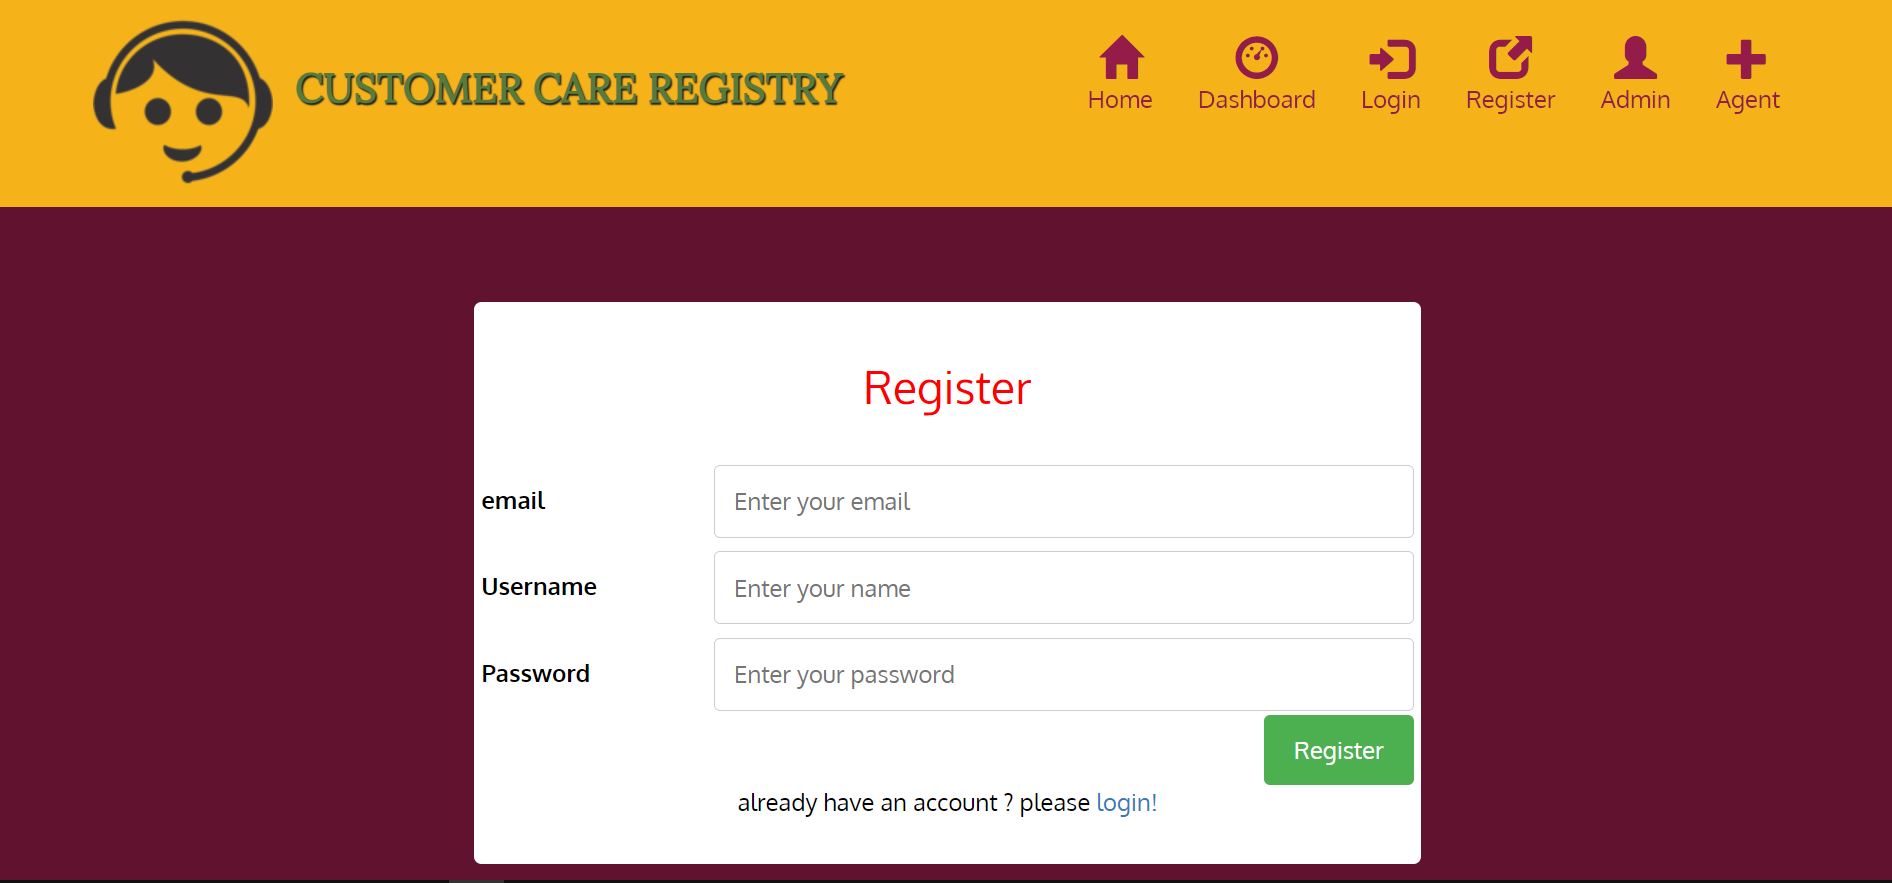 CUSTOMER CARE REGISTRY
Home Dashboard Login Register Admin Agent
Register
email Enter your email
Username Enter your name
Password Enter your password
Register
already have an account ? please login!